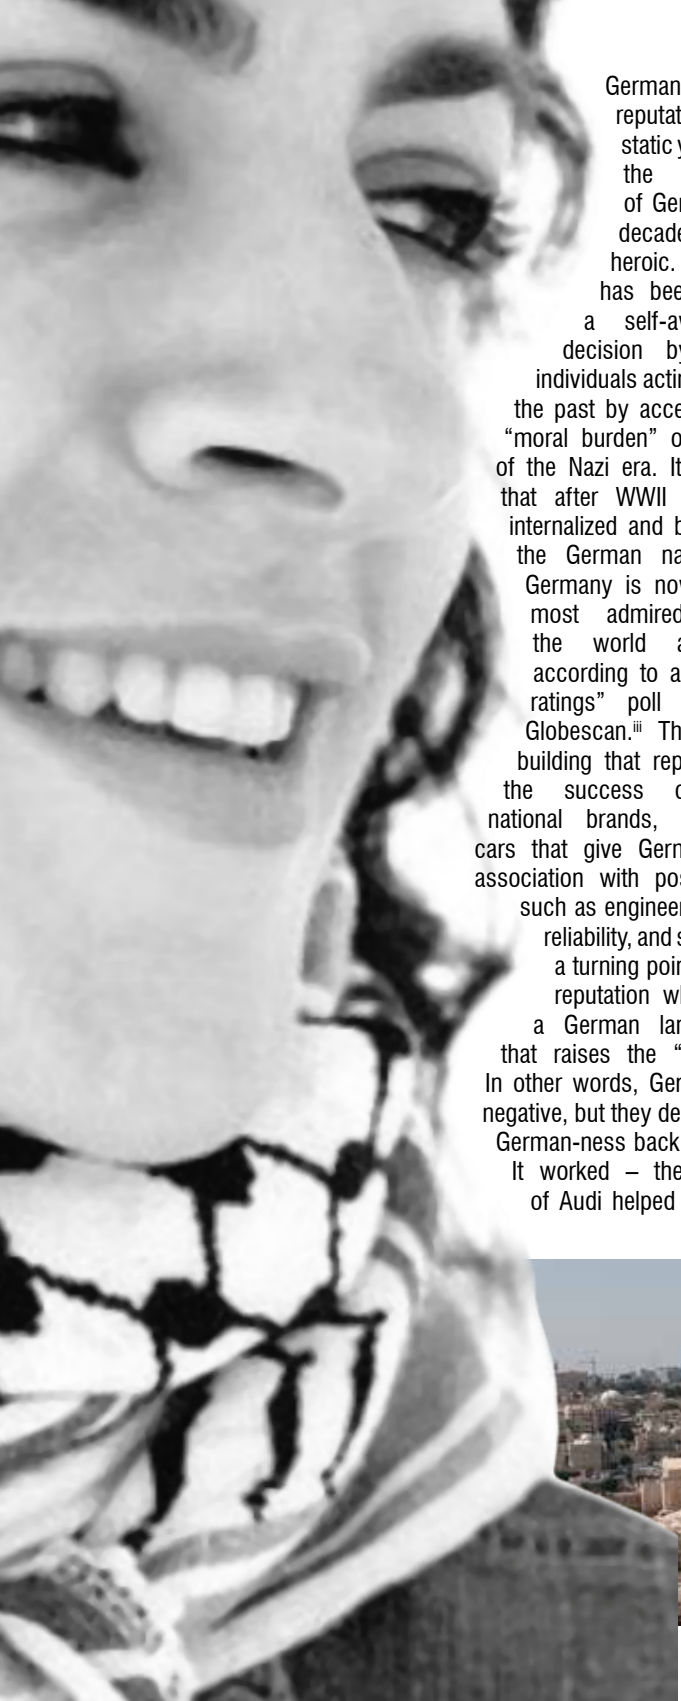 German
reputat
static y
the
of Ger
decade
heroic.
has bee
a self-av
decision by
individuals actin
the past by acce
“moral burden” o
of the Nazi era. It
that after WWII
internalized and b
the German na
Germany is nov
most admired
the world a
according to a
ratings” poll
Globescan.iii Th
building that rep
the success o
national brands,
cars that give Germ
association with pos
such as engineer
reliability, and s
a turning poin
reputation wh
a German lan
that raises the “
In other words, Ger
negative, but they de
German-ness back
It worked – the
of Audi helped